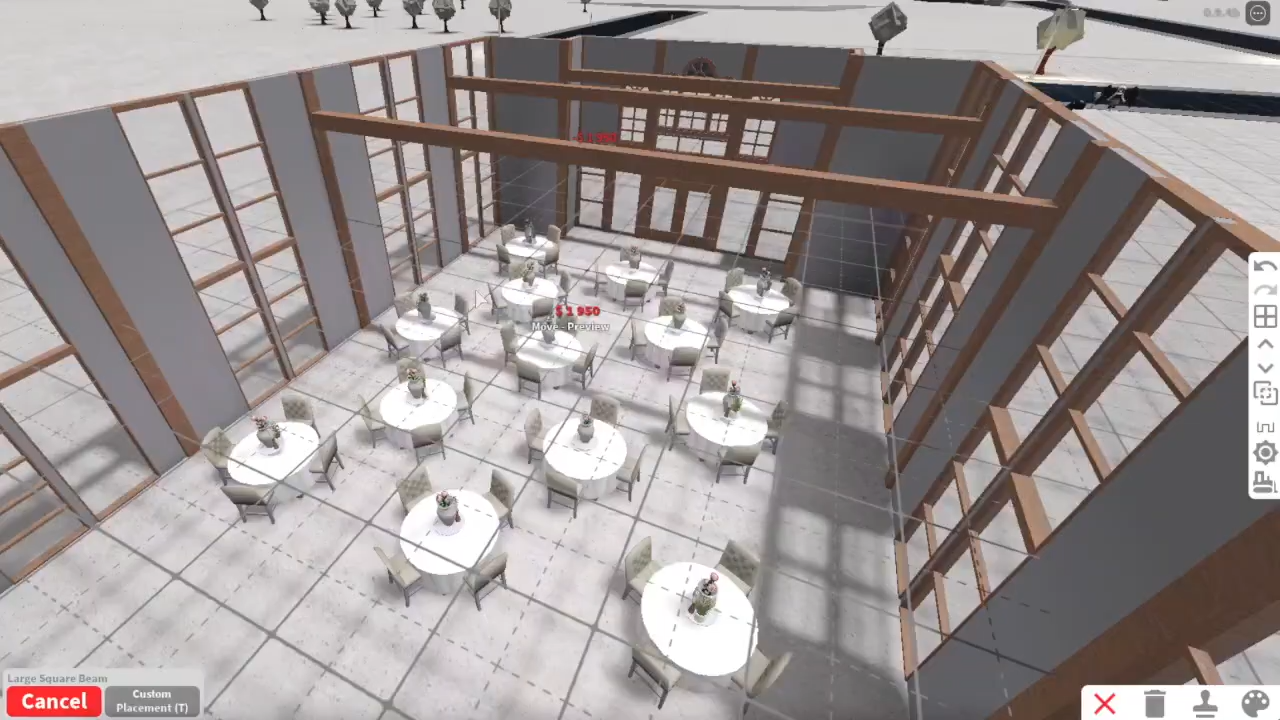 $ 1 950
Move - Preview
Large Square Beam
Cancel
Custom
Placement (T)